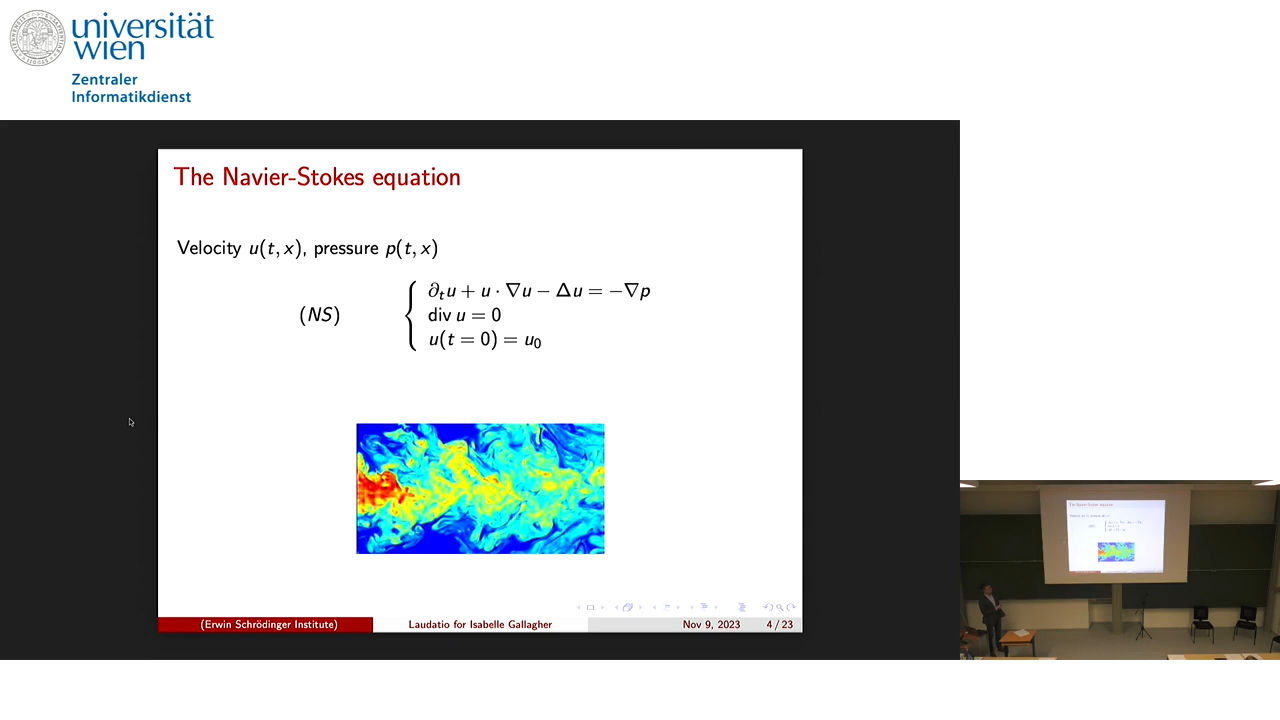 universität
wien
Zentraler
Informatikdienst
The Navier-Stokes equation
Velocity u(t, x), pressure p(t, x)
(NS)
∂ₜu + u · ∇u − Δu = −∇p
div u = 0
u(t = 0) = u₀
(Erwin Schrödinger Institute) Laudatio for Isabelle Gallagher Nov 9, 2023 4 / 23